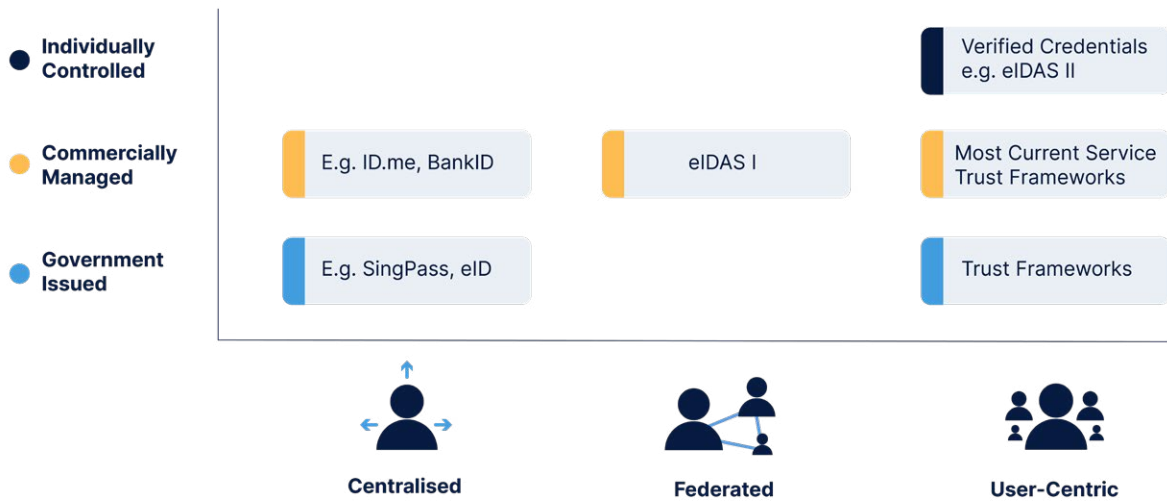 Individually
Controlled
Verified Credentials
e.g. eIDAS II
Commercially
Managed
E.g. ID.me, BankID
eIDAS I
Most Current Service
Trust Frameworks
Government
Issued
E.g. SingPass, eID
Trust Frameworks
Centralised
Federated
User-Centric